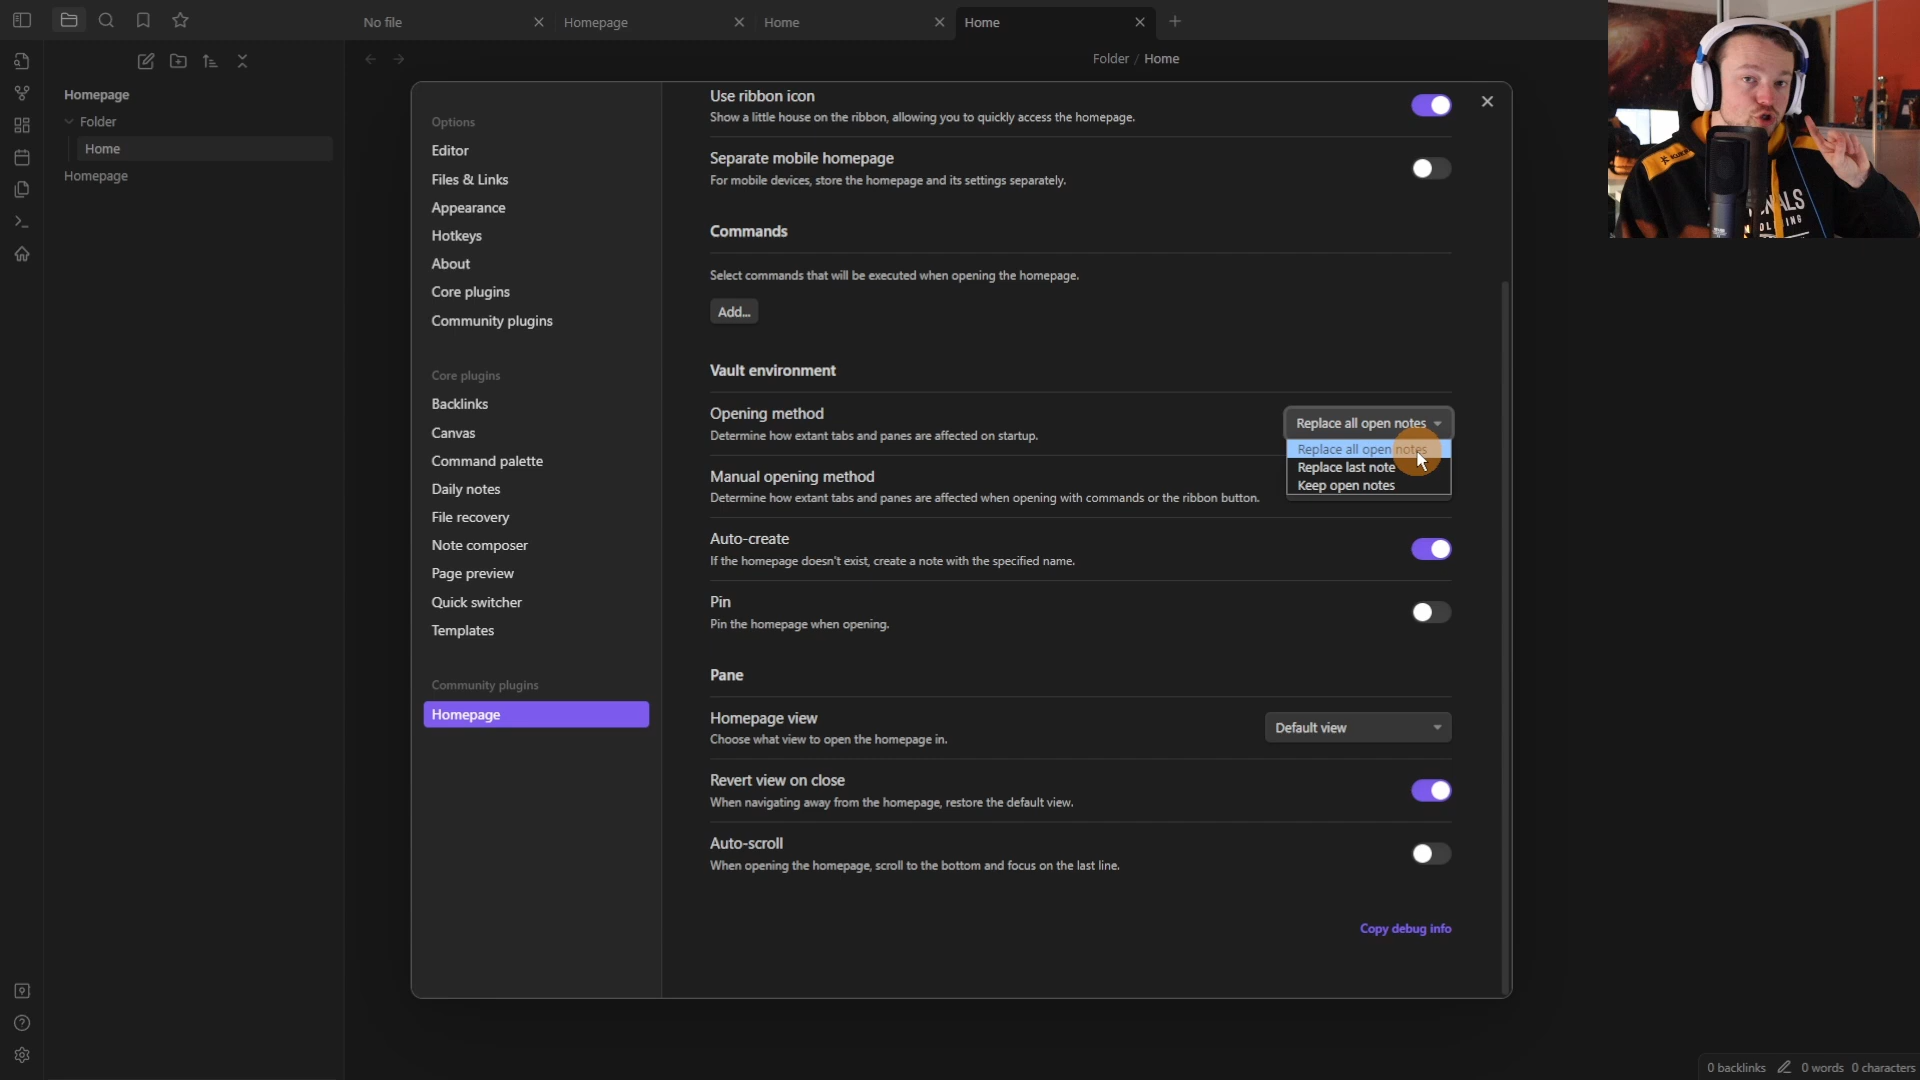 No file
Homepage
Home
Home
Folder / Home
Homepage
Folder
Home
Homepage
Options
Editor
Files & Links
Appearance
Hotkeys
About
Core plugins
Community plugins
Core plugins
Backlinks
Canvas
Command palette
Daily notes
File recovery
Note composer
Page preview
Quick switcher
Templates
Community plugins
Homepage
Use ribbon icon
Show a little house on the ribbon, allowing you to quickly access the homepage.
Separate mobile homepage
For mobile devices, store the homepage and its settings separately.
Commands
Select commands that will be executed when opening the homepage.
Add...
Vault environment
Opening method
Determine how extant tabs and panes are affected on startup.
Replace all open notes
Replace all open notes
Replace last note
Keep open notes
Manual opening method
Determine how extant tabs and panes are affected when opening with commands or the ribbon button.
Auto-create
If the homepage doesn't exist, create a note with the specified name.
Pin
Pin the homepage when opening.
Pane
Homepage view
Choose what view to open the homepage in.
Default view
Revert view on close
When navigating away from the homepage, restore the default view.
Auto-scroll
When opening the homepage, scroll to the bottom and focus on the last line.
Copy debug info
0 backlinks 0 words 0 characters